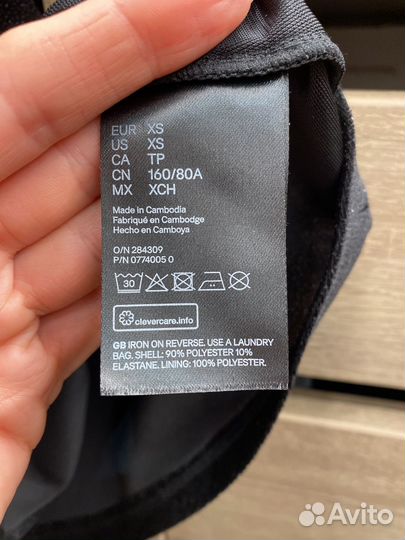 EUR XS
US XS
CA TP
CN 160/80A
MX XCH
Made in Cambodia
Fabriqué en Cambodge
Hecho en Camboya
O/N 284309
P/N 0774005 0
30
clevercare.info
GB IRON ON REVERSE. USE A LAUNDRY
BAG. SHELL: 90% POLYESTER 10%
ELASTANE. LINING: 100% POLYESTER.
Avito